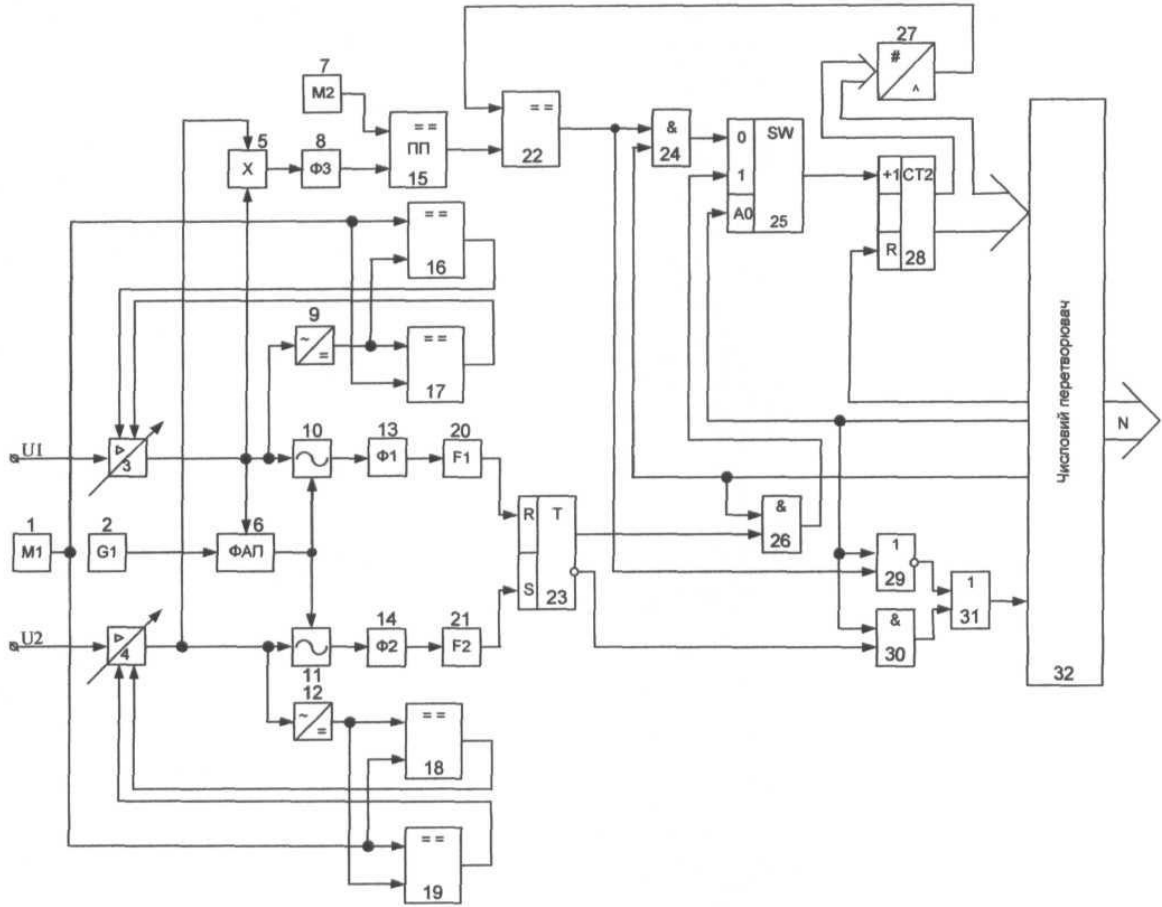 27
#
^
7
M2
==
22
&
24
0
SW
1
A0
25
+1
CT2
R
28
5
X
8
Ф3
==
ПП
15
==
16
9
~
=
==
17
U1
3
10
13
Ф1
20
F1
1
M1
2
G1
6
ФАП
R
T
S
23
&
26
1
29
1
31
&
30
Числовий перетворювач
N
32
U2
4
11
14
Ф2
21
F2
12
~
=
==
18
==
19